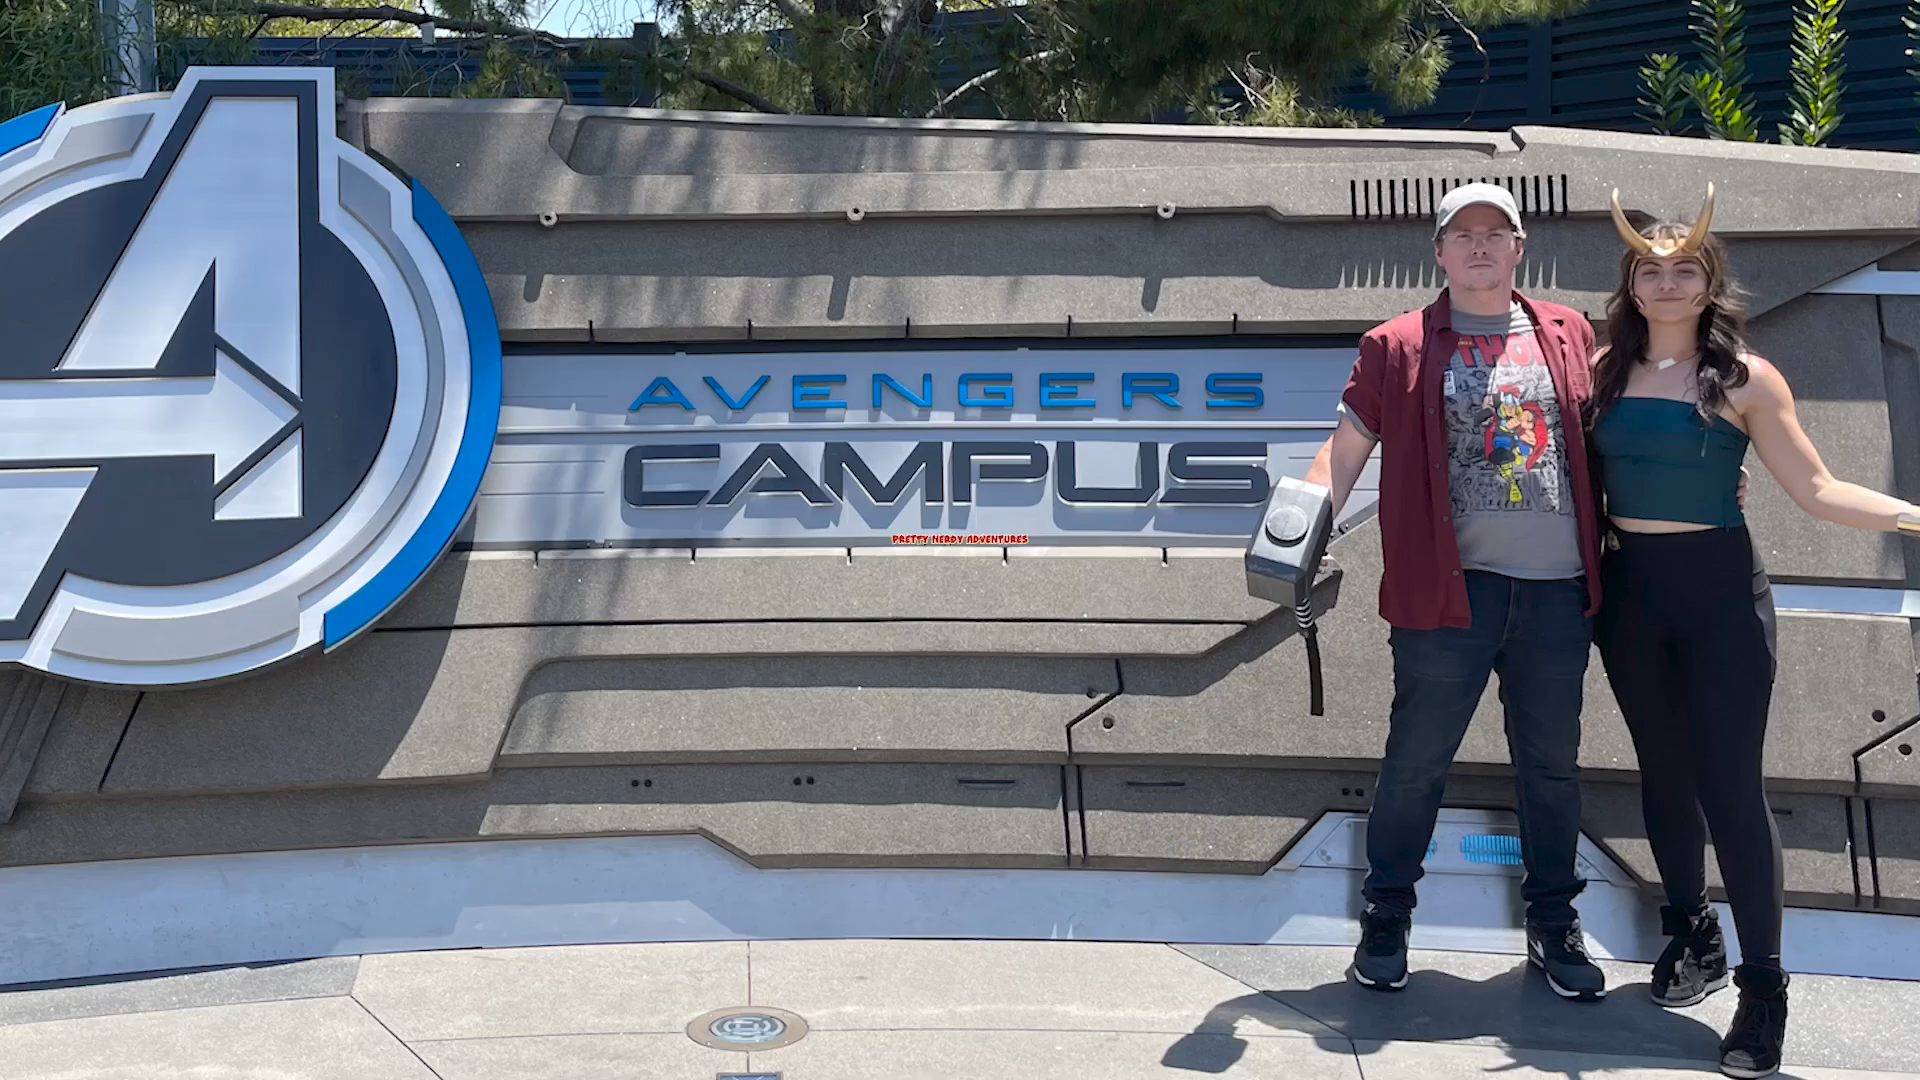 AVENGERS
CAMPUS
PRETTY NERDY ADVENTURES
THOR